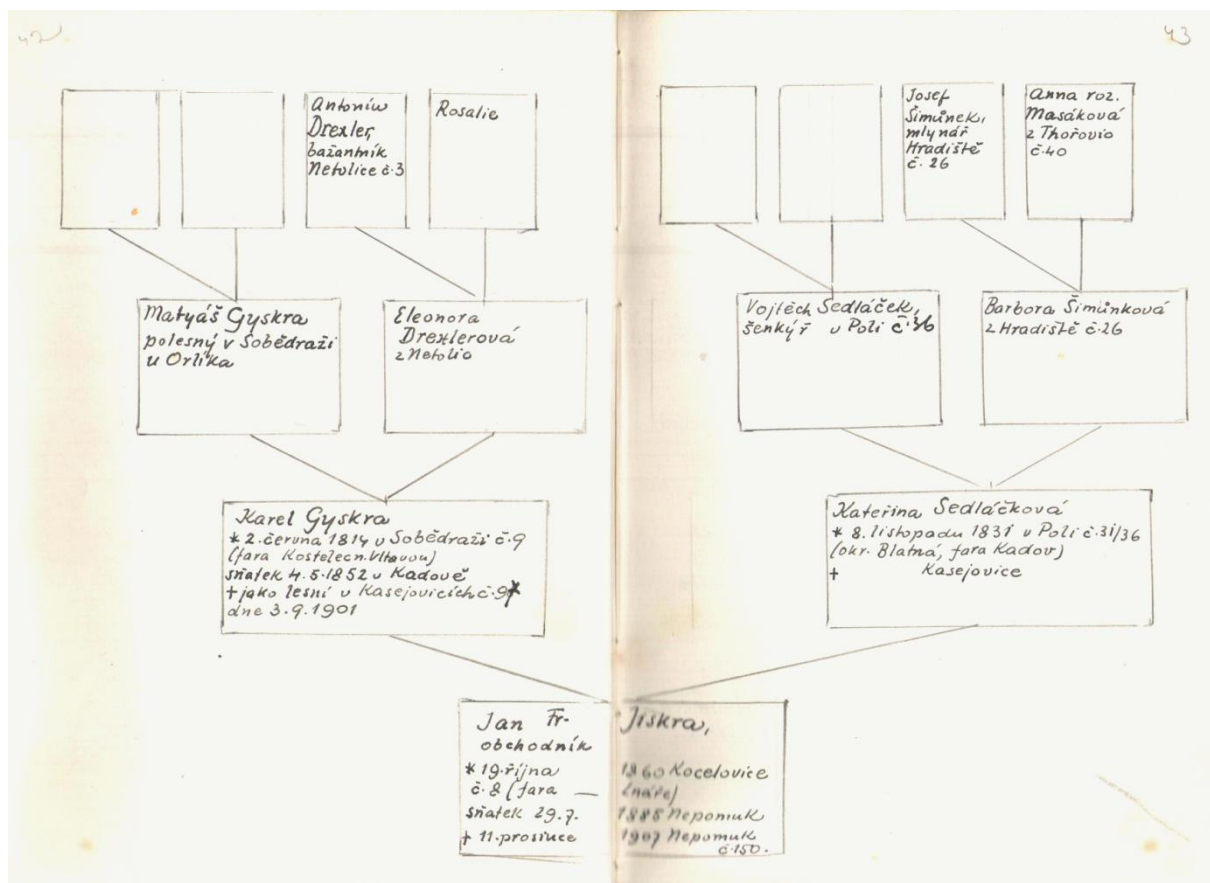 42
43
Antonín
Drexler,
bažantník
Netolice č.3
Rosalie
Josef
Šimůnek,
mlynář
Hradiště
č. 26
Anna roz.
Masáková
z Thořovic
č.40
Matyáš Gyskra
polesný v Sobědraži
u Orlíka
Eleonora
Drexlerová
z Netolic
Vojtěch Sedláček,
šenkýř v Poli č.36
Barbora Šimůnková
z Hradiště č.26
Karel Gyskra
* 2. června 1814 v Sobědraži č.9
(fara Kostelec n. Vltavou)
sňatek 4.5.1852 v Kadově
+ jako lesní v Kasejovicích č.97
dne 3.9.1901
Kateřina Sedláčková
* 8. listopadu 1831 v Poli č.31/36
(okr. Blatná, fara Kadov)
+ Kasejovice
Jan Fr. Jiskra,
obchodník
* 19. října 1860 Kocelovice
č.8 (fara — )
sňatek 29.7. 1885 Nepomuk
+ 11. prosince 1907 Nepomuk
č.150.